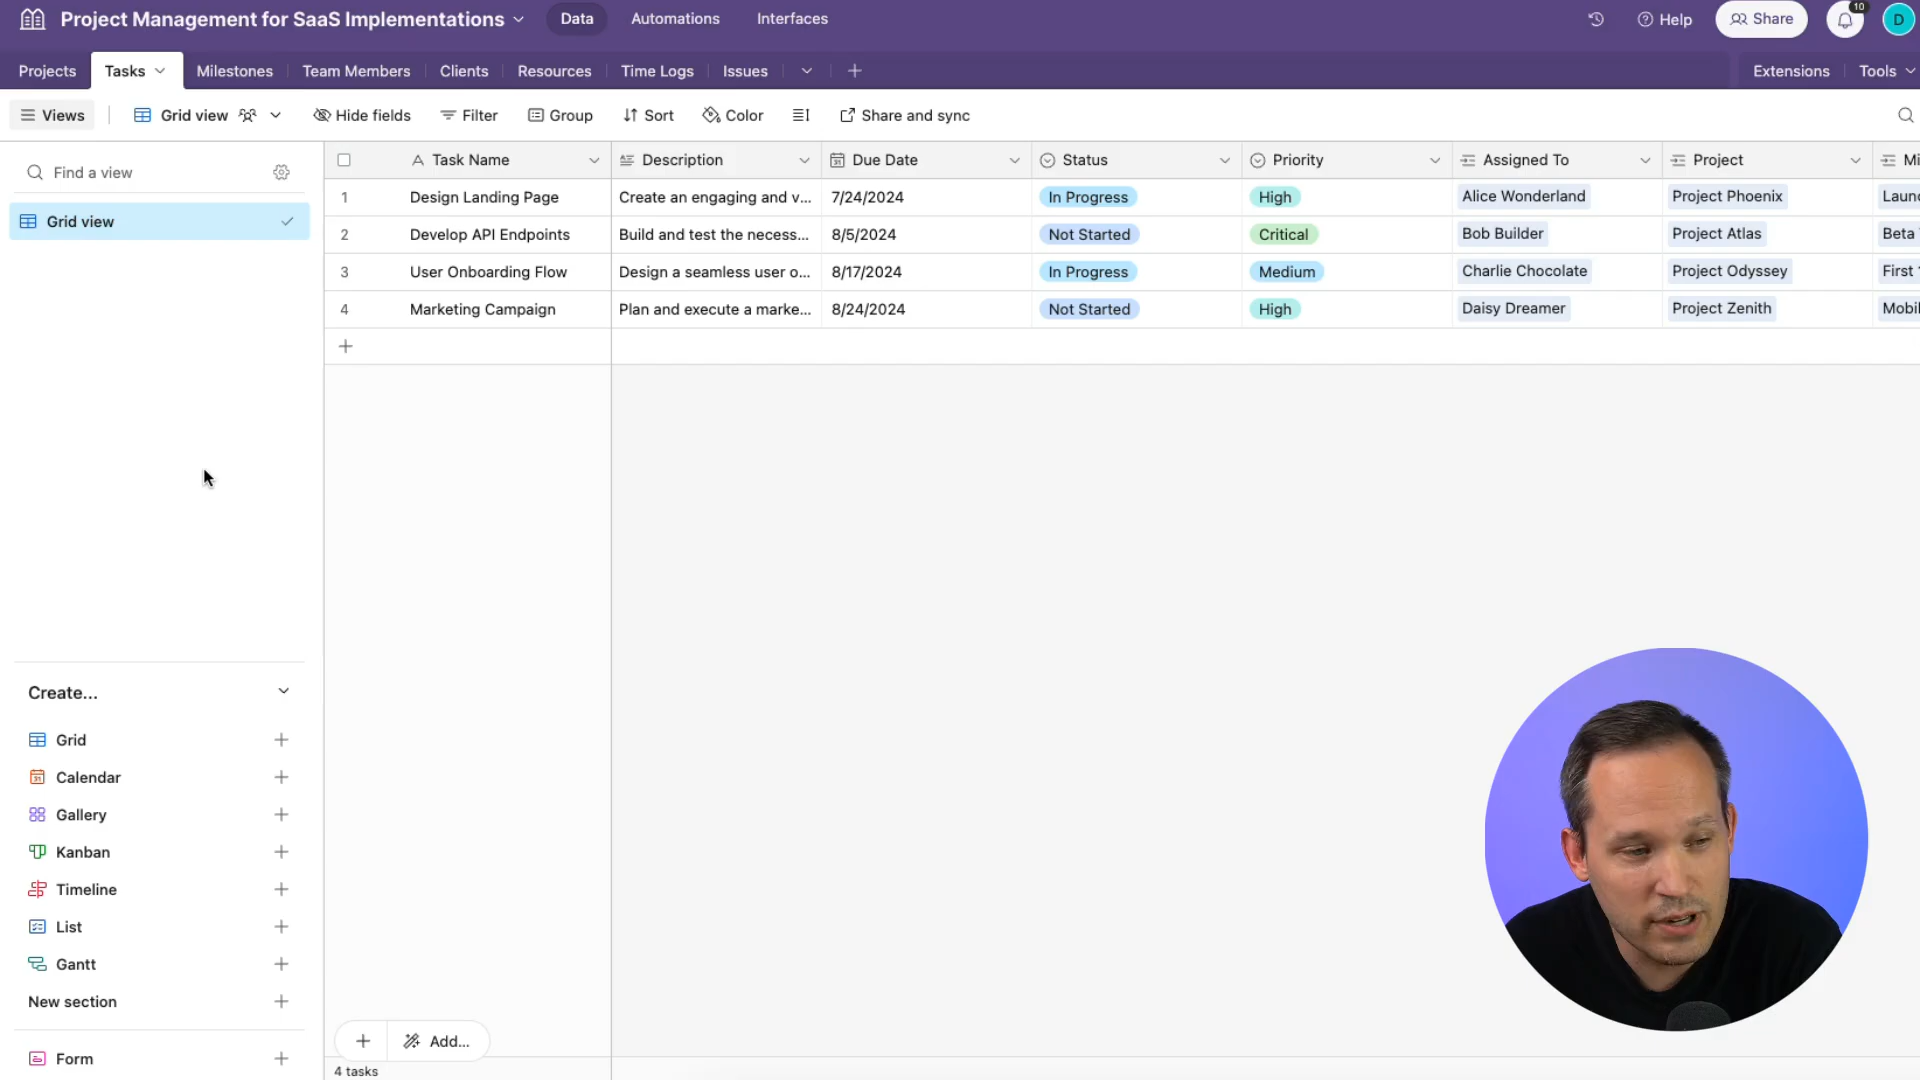 Project Management for SaaS Implementations Data Automations Interfaces Help Share 10 D
Projects Tasks Milestones Team Members Clients Resources Time Logs Issues Extensions Tools
Views Grid view Hide fields Filter Group Sort Color Share and sync
Find a view
Grid view
Task Name Description Due Date Status Priority Assigned To Project Mi
1 Design Landing Page Create an engaging and v... 7/24/2024 In Progress High Alice Wonderland Project Phoenix Laun
2 Develop API Endpoints Build and test the necess... 8/5/2024 Not Started Critical Bob Builder Project Atlas Beta
3 User Onboarding Flow Design a seamless user o... 8/17/2024 In Progress Medium Charlie Chocolate Project Odyssey First
4 Marketing Campaign Plan and execute a marke... 8/24/2024 Not Started High Daisy Dreamer Project Zenith Mobil
Create...
Grid
Calendar
Gallery
Kanban
Timeline
List
Gantt
New section
Form
Add...
4 tasks